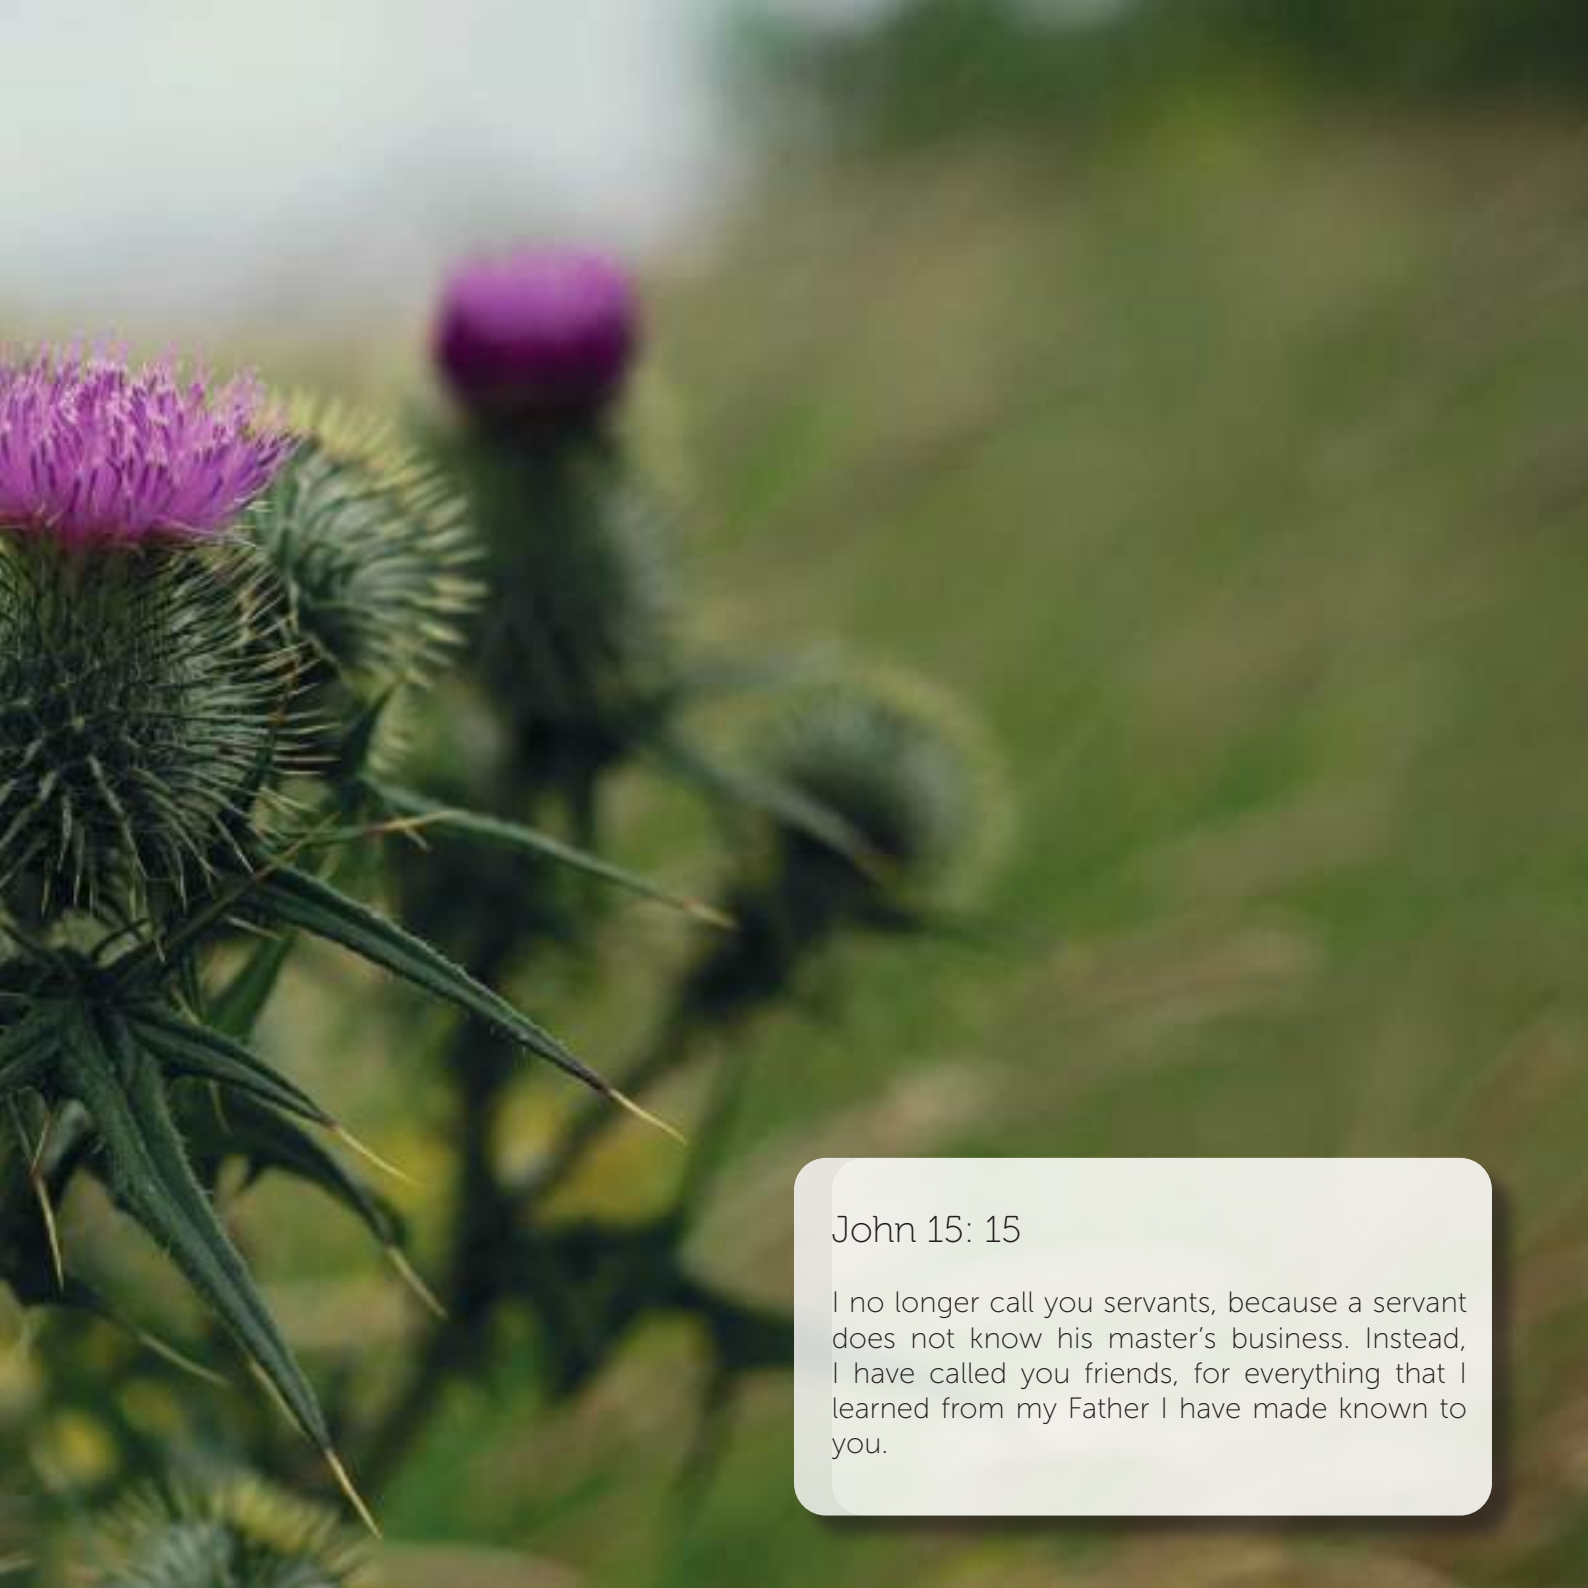 John 15: 15
I no longer call you servants, because a servant
does not know his master’s business. Instead,
I have called you friends, for everything that I
learned from my Father I have made known to
you.